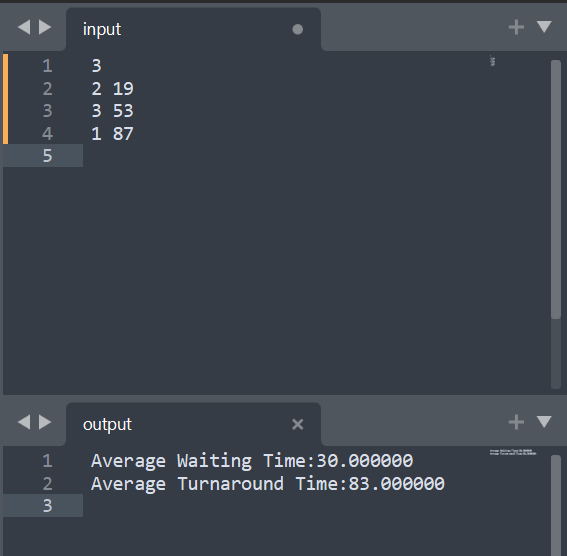 input
1 3
2 2 19
3 3 53
4 1 87
5
output
1 Average Waiting Time:30.000000
2 Average Turnaround Time:83.000000
3